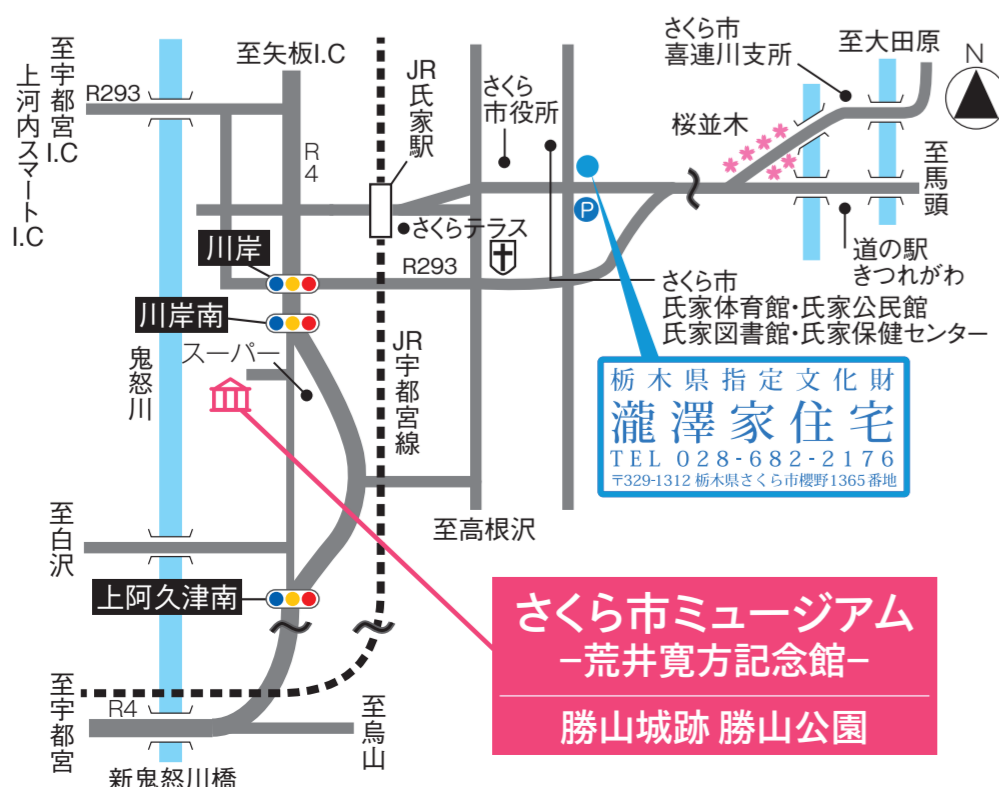 至宇都宮I.C
上河内スマートI.C
R293
至矢板I.C
R4
JR氏家駅
さくら
市役所
さくら市
喜連川支所
至大田原
N
桜並木
至馬頭
道の駅
きつれがわ
P
さくらテラス
R293
川岸
川岸南
スーパー
鬼怒川
JR宇都宮線
さくら市
氏家体育館・氏家公民館
氏家図書館・氏家保健センター
栃木県指定文化財
瀧澤家住宅
TEL 028-682-2176
〒329-1312 栃木県さくら市櫻野1365番地
至高根沢
至白沢
上阿久津南
さくら市ミュージアム
−荒井寛方記念館−
勝山城跡 勝山公園
至宇都宮
R4
至烏山
新鬼怒川橋